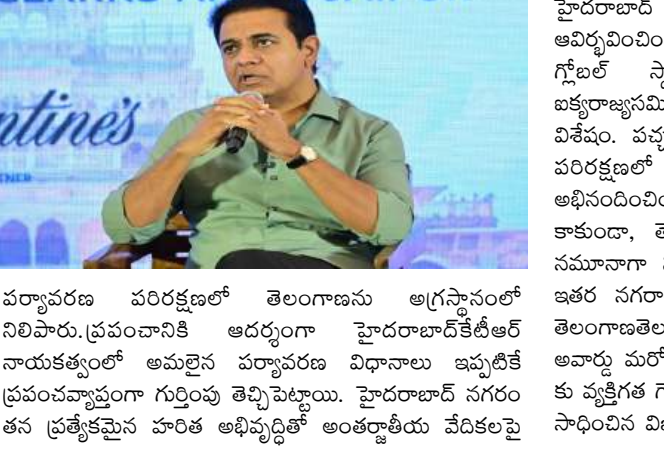 ntine's
పర్యావరణ పరిరక్షణలో తెలంగాణను అగ్రస్థానంలో
నిలిపారు.ప్రపంచానికి ఆదర్శంగా హైదరాబాద్‌కేటీఆర్
నాయకత్వంలో అమలైన పర్యావరణ విధానాలు ఇప్పటికే
ప్రపంచవ్యాప్తంగా గుర్తింపు తెచ్చిపెట్టాయి. హైదరాబాద్ నగరం
తన ప్రత్యేకమైన హరిత అభివృద్ధితో అంతర్జాతీయ వేదికలపై
హైదరాబాద్
ఆవిర్భవించిం
గ్లోబల్ స్
ఐక్యరాజ్యసమి
విశేషం. పచ్చ
పరిరక్షణలో
అభినందించిం
కాకుండా, తె
నమూనాగా
ఇతర నగరా
తెలంగాణతెల
అవార్డు మరో
కు వ్యక్తిగత గ
సాధించిన విజ